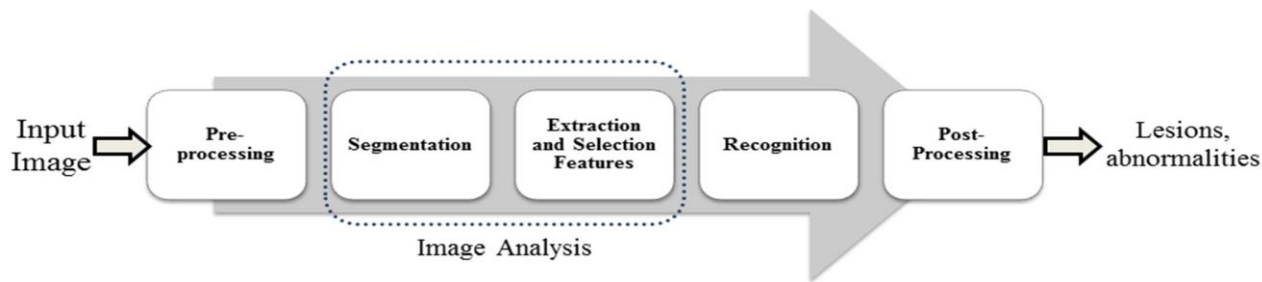 Input
Image
Pre-
processing
Segmentation
Extraction
and Selection
Features
Recognition
Post-
Processing
Lesions,
abnormalities
Image Analysis